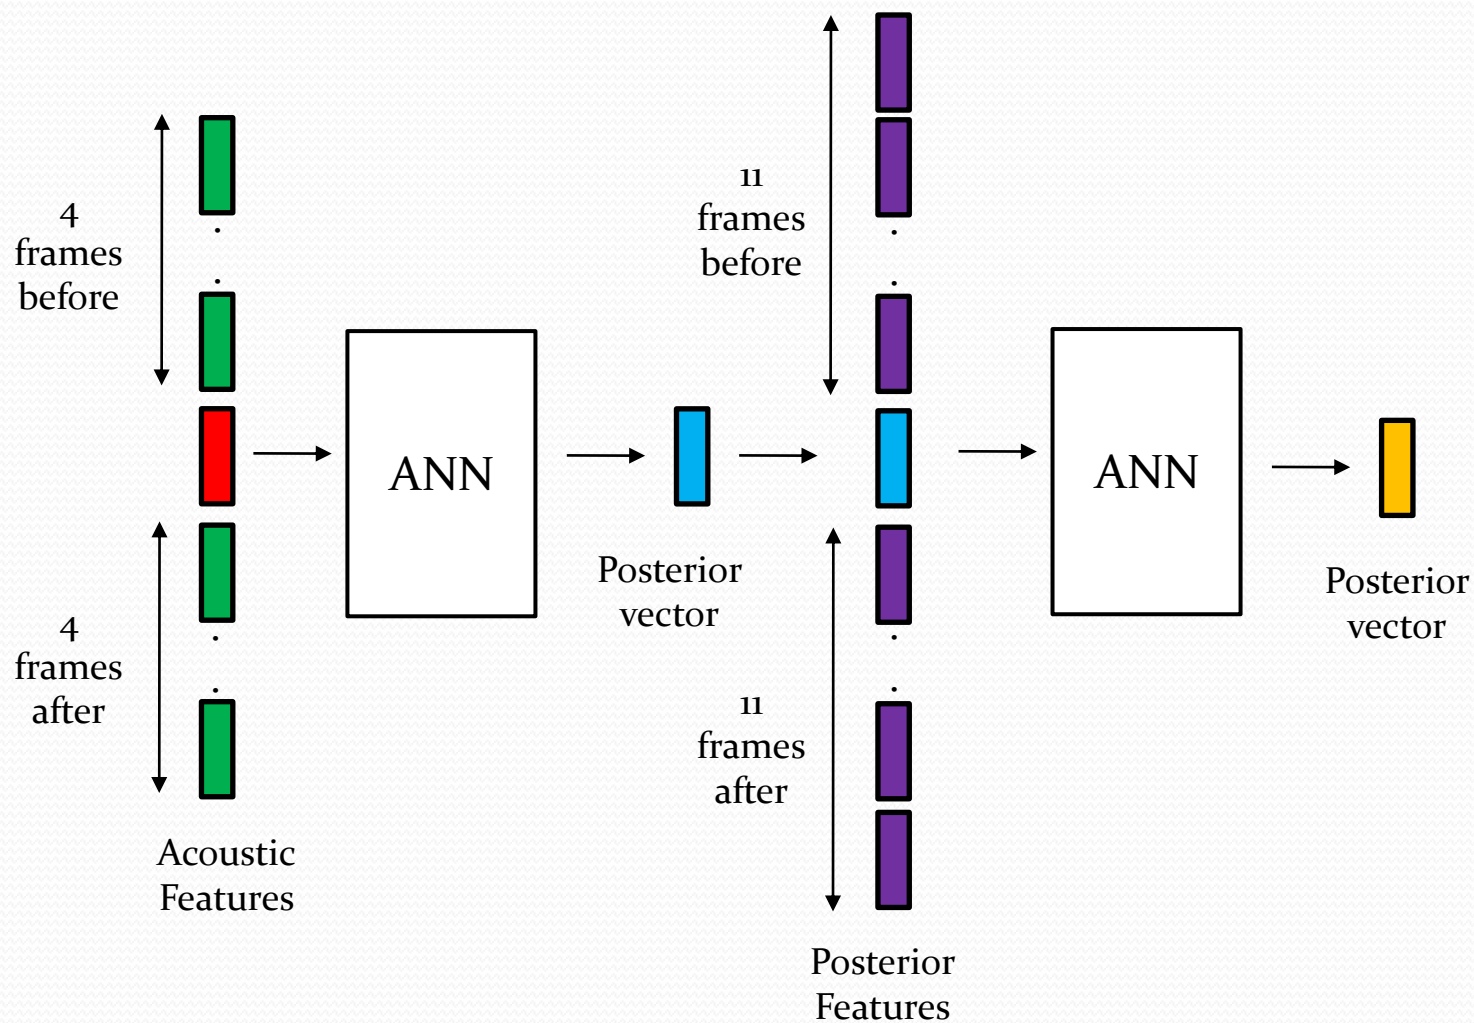 4
frames
before
4
frames
after
Acoustic
Features
ANN
Posterior
vector
11
frames
before
11
frames
after
Posterior
Features
ANN
Posterior
vector